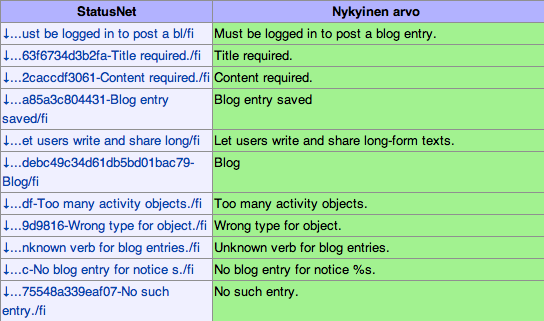 StatusNet Nykyinen arvo
↓...ust be logged in to post a bl/fi Must be logged in to post a blog entry.
↓...63f6734d3b2fa-Title required./fi Title required.
↓...2caccdf3061-Content required./fi Content required.
↓...a85a3c804431-Blog entry Blog entry saved
saved/fi
↓...et users write and share long/fi Let users write and share long-form texts.
↓...debc49c34d61db5bd01bac79- Blog
Blog/fi
↓...df-Too many activity objects./fi Too many activity objects.
↓...9d9816-Wrong type for object./fi Wrong type for object.
↓...nknown verb for blog entries./fi Unknown verb for blog entries.
↓...c-No blog entry for notice s./fi No blog entry for notice %s.
↓...75548a339eaf07-No such No such entry.
entry./fi